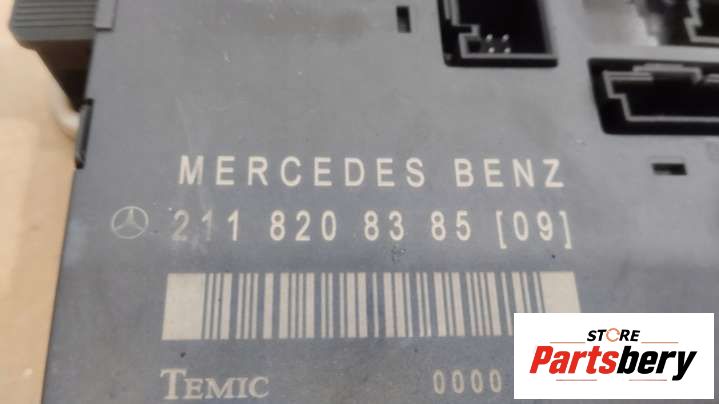 MERCEDES BENZ
211 820 83 85 [09]
TEMIC 0000
STORE
Partsbery